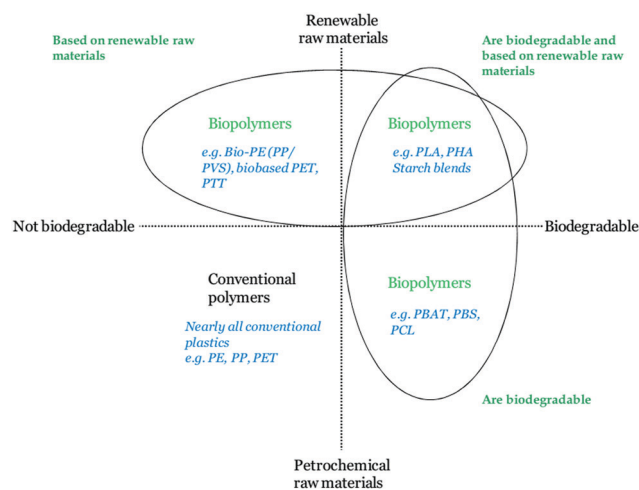 Renewable
raw materials
Based on renewable raw
materials
Are biodegradable and
based on renewable raw
materials
Biopolymers
e.g. Bio-PE (PP/
PVS), biobased PET,
PTT
Biopolymers
e.g. PLA, PHA
Starch blends
Not biodegradable
Biodegradable
Conventional
polymers
Nearly all conventional
plastics
e.g. PE, PP, PET
Biopolymers
e.g. PBAT, PBS,
PCL
Are biodegradable
Petrochemical
raw materials